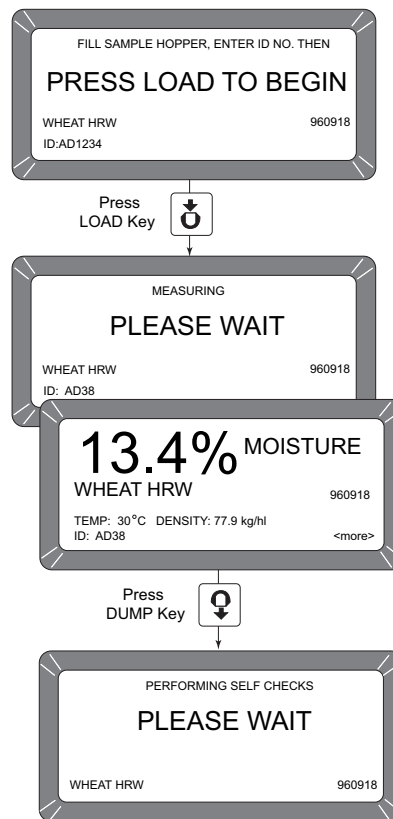 FILL SAMPLE HOPPER, ENTER ID NO. THEN
PRESS LOAD TO BEGIN
WHEAT HRW 960918
ID:AD1234
Press
LOAD Key
MEASURING
PLEASE WAIT
WHEAT HRW 960918
ID: AD38
13.4% MOISTURE
WHEAT HRW 960918
TEMP: 30°C DENSITY: 77.9 kg/hl
ID: AD38 <more>
Press
DUMP Key
PERFORMING SELF CHECKS
PLEASE WAIT
WHEAT HRW 960918